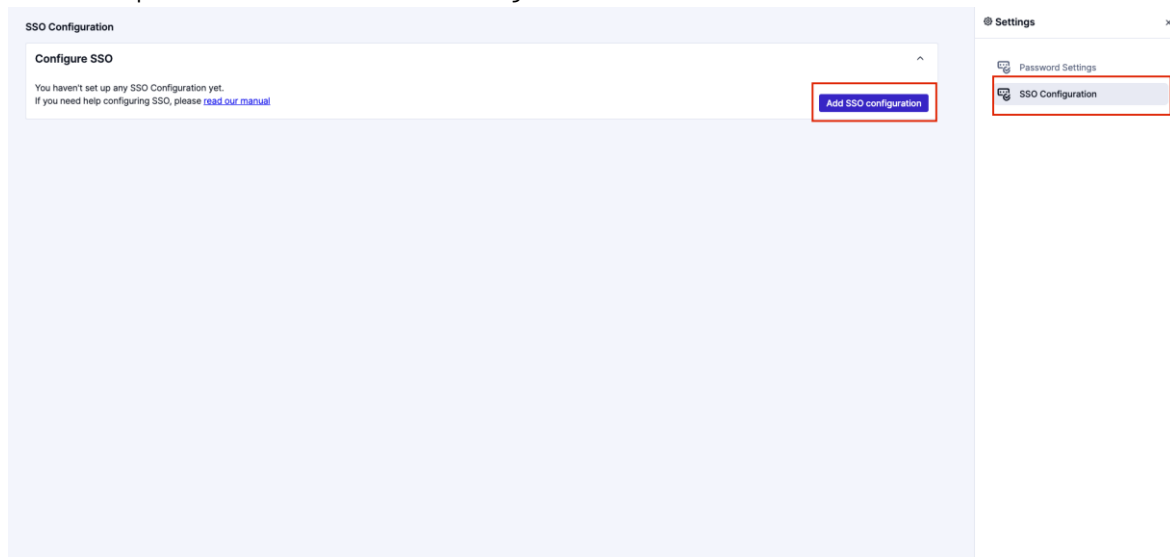 SSO Configuration
Configure SSO
You haven't set up any SSO Configuration yet.
If you need help configuring SSO, please read our manual
Add SSO configuration
Settings
Password Settings
SSO Configuration